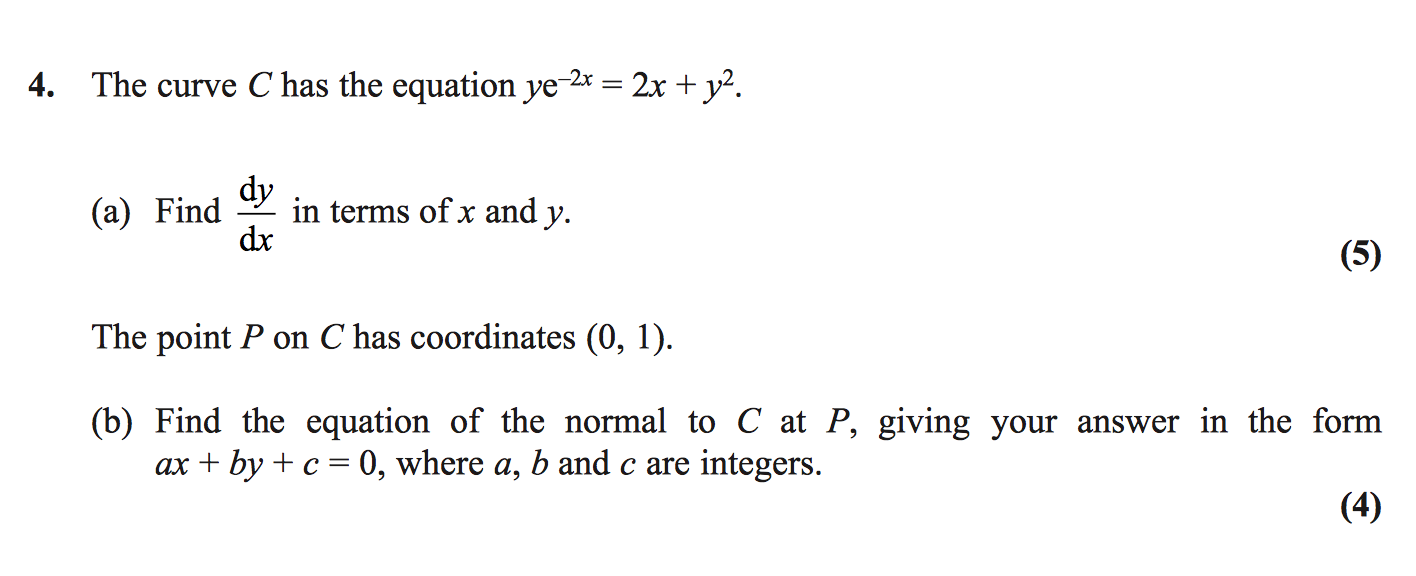 4. The curve C has the equation ye⁻²ˣ = 2x + y².
(a) Find dy/dx in terms of x and y.
(5)
The point P on C has coordinates (0, 1).
(b) Find the equation of the normal to C at P, giving your answer in the form
ax + by + c = 0, where a, b and c are integers.
(4)